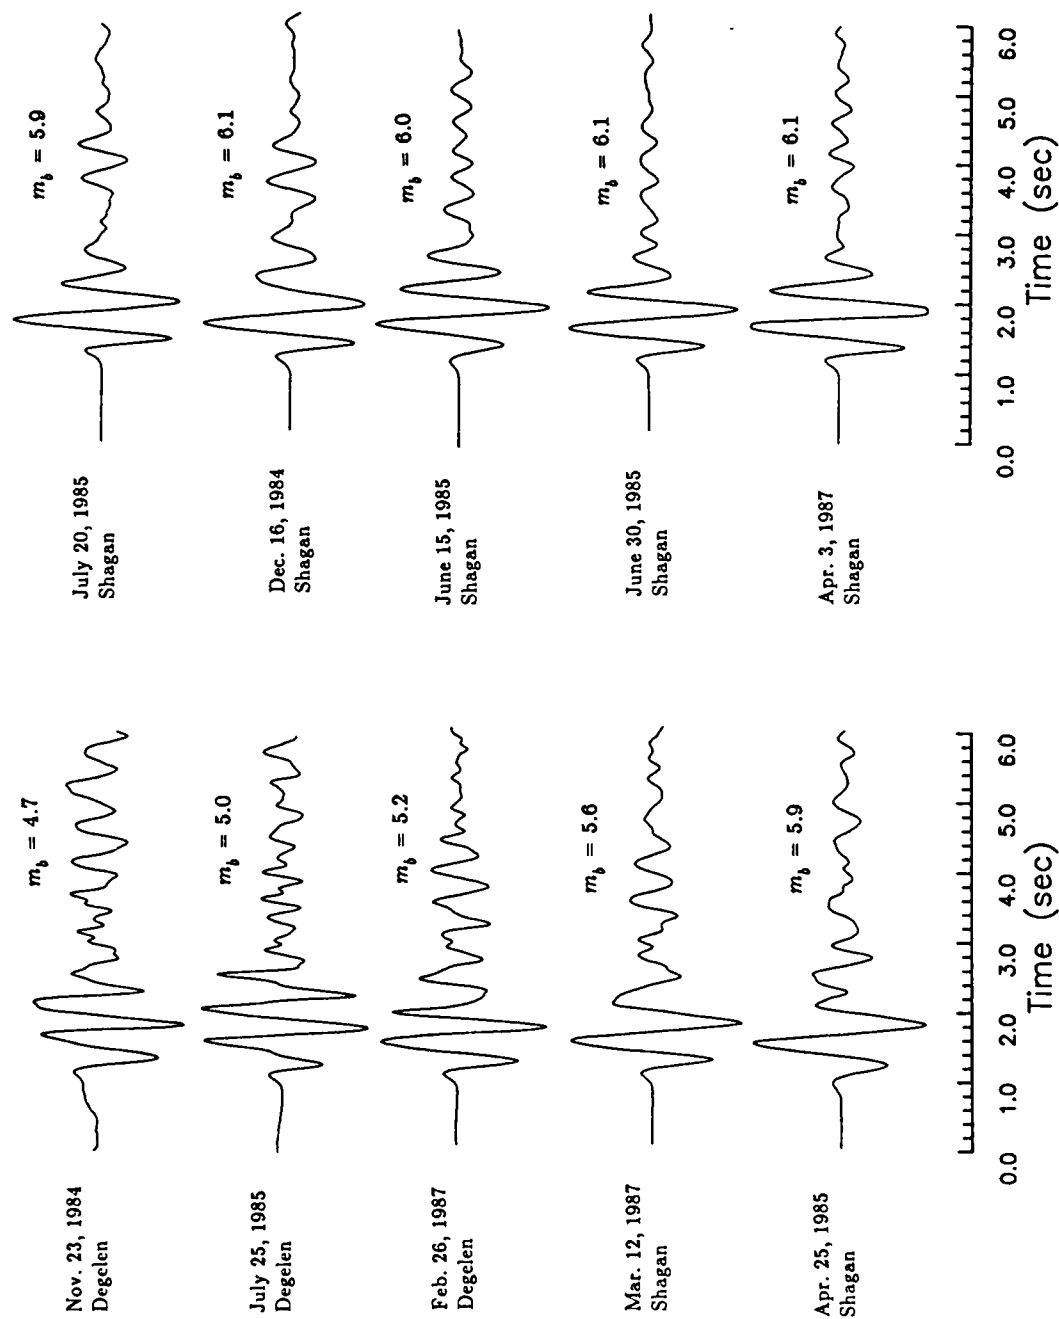 Nov. 23, 1984
Degelen
m_b = 4.7
July 25, 1985
Degelen
m_b = 5.0
Feb. 26, 1987
Degelen
m_b = 5.2
Mar. 12, 1987
Shagan
m_b = 5.6
Apr. 25, 1985
Shagan
m_b = 5.9
0.0 1.0 2.0 3.0 4.0 5.0 6.0
Time (sec)
July 20, 1985
Shagan
m_b = 5.9
Dec. 16, 1984
Shagan
m_b = 6.1
June 15, 1985
Shagan
m_b = 6.0
June 30, 1985
Shagan
m_b = 6.1
Apr. 3, 1987
Shagan
m_b = 6.1
0.0 1.0 2.0 3.0 4.0 5.0 6.0
Time (sec)